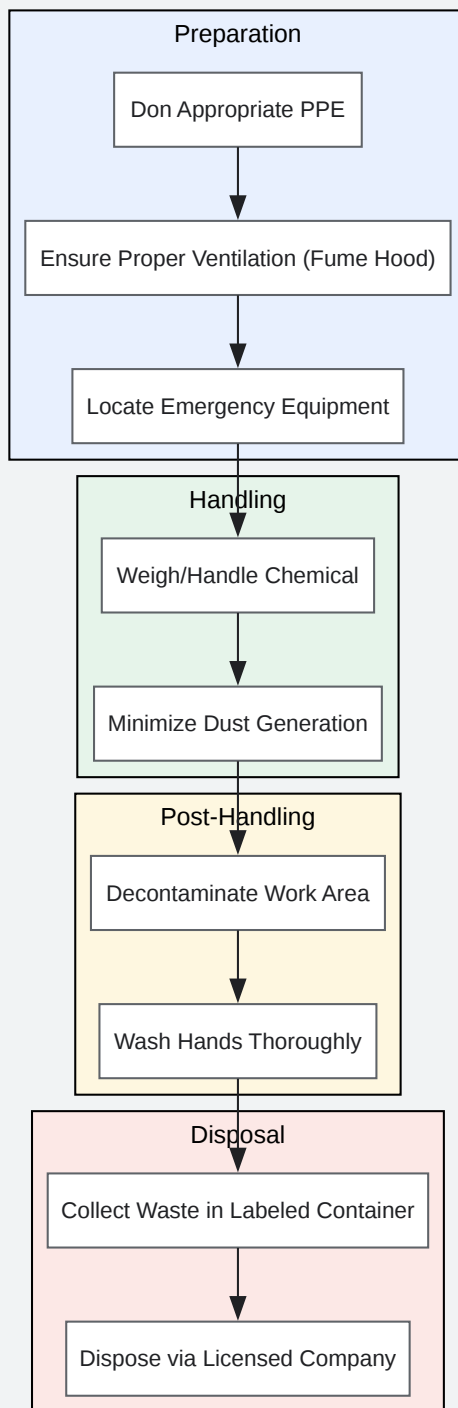 Preparation
Don Appropriate PPE
Ensure Proper Ventilation (Fume Hood)
Locate Emergency Equipment
Handling
Weigh/Handle Chemical
Minimize Dust Generation
Post-Handling
Decontaminate Work Area
Wash Hands Thoroughly
Disposal
Collect Waste in Labeled Container
Dispose via Licensed Company